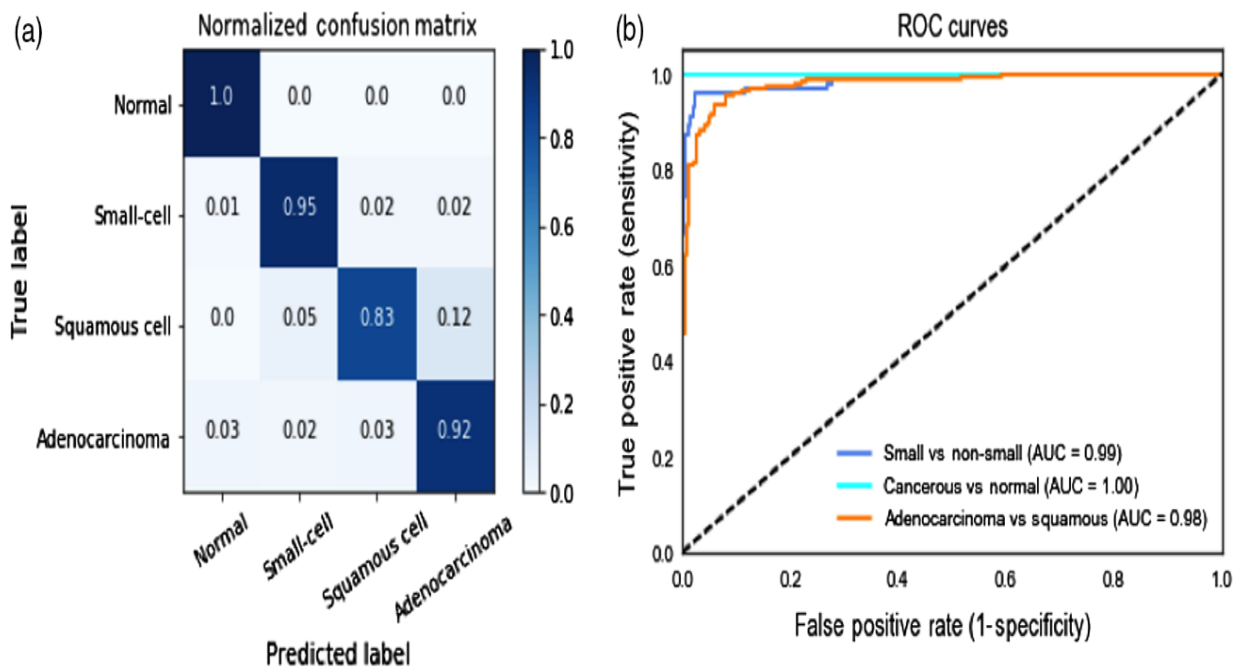 (a)
Normalized confusion matrix
True label
Normal
Small-cell
Squamous cell
Adenocarcinoma
1.0 0.0 0.0 0.0
0.01 0.95 0.02 0.02
0.0 0.05 0.83 0.12
0.03 0.02 0.03 0.92
Normal
Small-cell
Squamous cell
Adenocarcinoma
Predicted label
1.0
0.8
0.6
0.4
0.2
0.0
(b)
ROC curves
True positive rate (sensitivity)
1.0
0.8
0.6
0.4
0.2
0.0
Small vs non-small (AUC = 0.99)
Cancerous vs normal (AUC = 1.00)
Adenocarcinoma vs squamous (AUC = 0.98)
0.0 0.2 0.4 0.6 0.8 1.0
False positive rate (1-specificity)